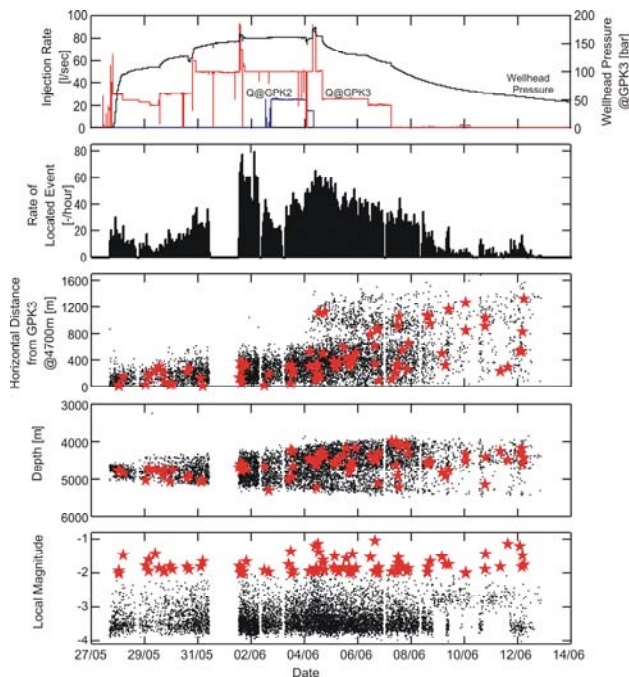 Injection Rate
[l/sec]
100
80
60
40
20
0
Q@GPK2
Q@GPK3
Wellhead
Pressure
200
150
100
50
0
Wellhead Pressure
@GPK3 [bar]
Rate of
Located Event
[-/hour]
80
40
0
Horizontal Distance
from GPK3
@4700m [m]
1600
1200
800
400
0
Depth [m]
3000
4000
5000
6000
Local Magnitude
-1
-2
-3
-4
27/05 29/05 31/05 02/06 04/06 06/06 08/06 10/06 12/06 14/06
Date